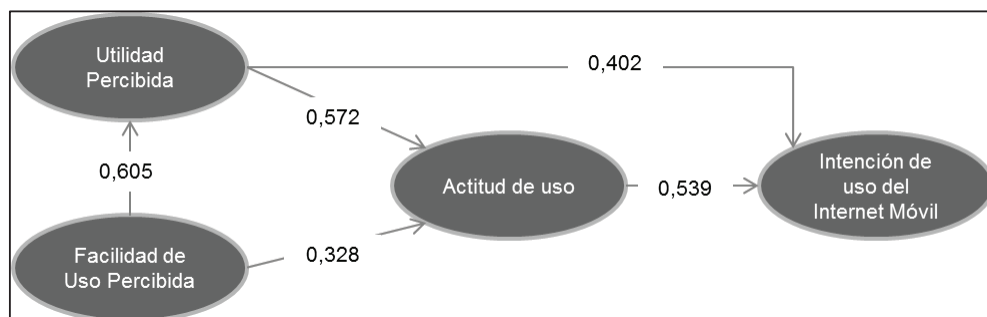 Utilidad
Percibida
0,402
0,572
0,605
Actitud de uso
0,539
Intención de
uso del
Internet Móvil
Facilidad de
Uso Percibida
0,328